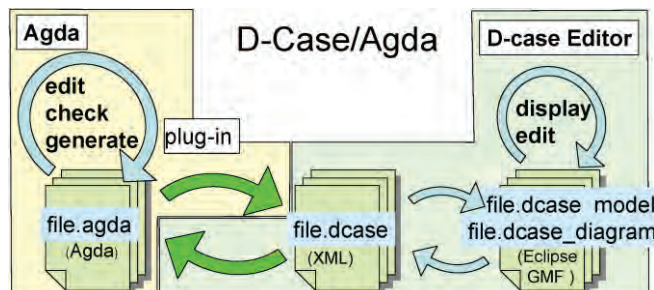 Agda
D-Case/Agda
D-case Editor
edit
check
generate
plug-in
display
edit
file.agda
(Agda)
file.dcase
(XML)
file.dcase_model
file.dcase_diagram
(Eclipse
GMF )